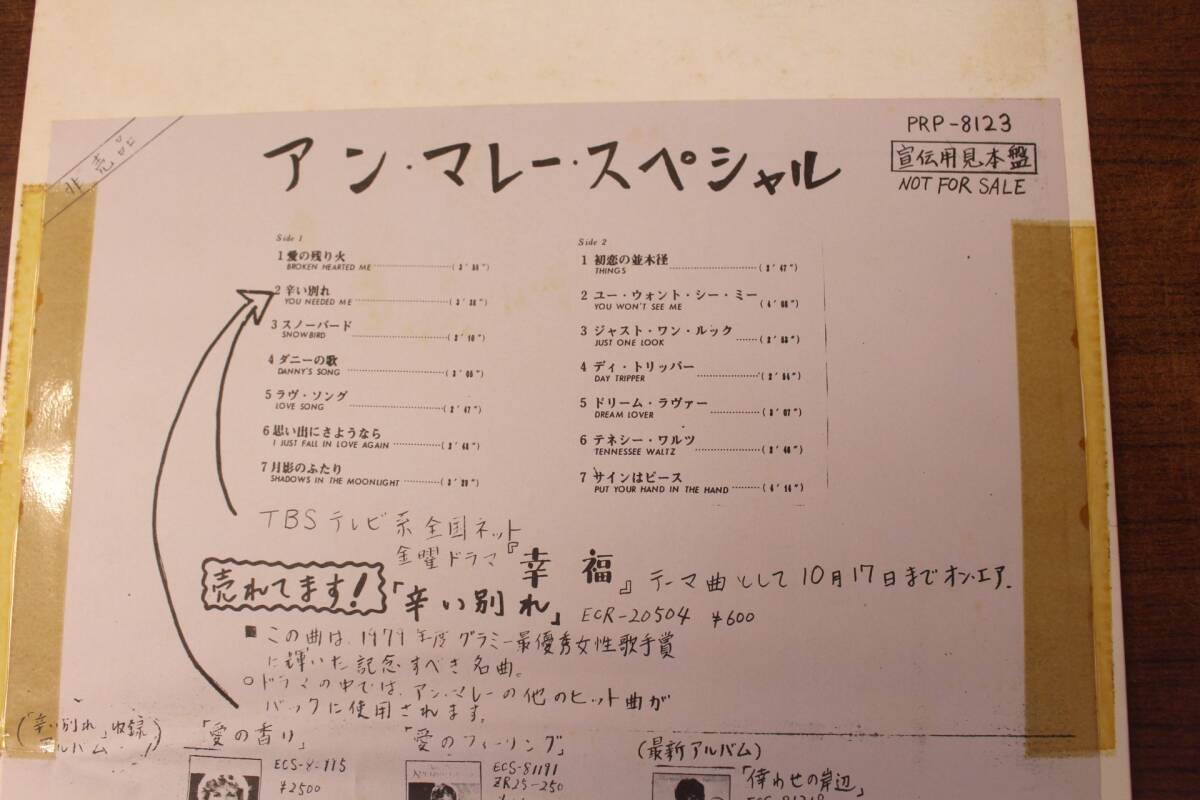 非売品
アン・マレー・スペシャル
PRP-8123
宣伝用見本盤
NOT FOR SALE
Side 1
1 愛の残り火
BROKEN HEARTED ME
2 辛い別れ
YOU NEEDED ME
3 スノーバード
SNOWBIRD
4 ダニーの歌
DANNY'S SONG
5 ラヴ・ソング
LOVE SONG (2'47")
6 思い出にさようなら
I JUST FALL IN LOVE AGAIN
7 月影のふたり
SHADOWS IN THE MOONLIGHT (3'20")
Side 2
1 初恋の並木径
THINGS (2'47")
2 ユー・ウォント・シー・ミー
YOU WON'T SEE ME
3 ジャスト・ワン・ルック
JUST ONE LOOK
4 ディ・トリッパー
DAY TRIPPER
5 ドリーム・ラヴァー
DREAM LOVER (3'07")
6 テネシー・ワルツ
TENNESSEE WALTZ
7 サインはピース
PUT YOUR HAND IN THE HAND (4'14")
TBSテレビ系全国ネット
金曜ドラマ『幸福』テーマ曲として10月17日までオン・エア.
売れてます!「辛い別れ」 ECR-20504 ¥600
■この曲は、1979年度グラミー最優秀女性歌手賞
に輝いた記念すべき名曲。
○ドラマの中では、アン・マレーの他のヒット曲が
バックに使用されます。
(「辛い別れ」収録
アルバム
「愛の香り」
ECS-
¥2500
「愛のフィーリング」
ECS-81191
ZR25-250
(最新アルバム)
「倖わせの岸辺」